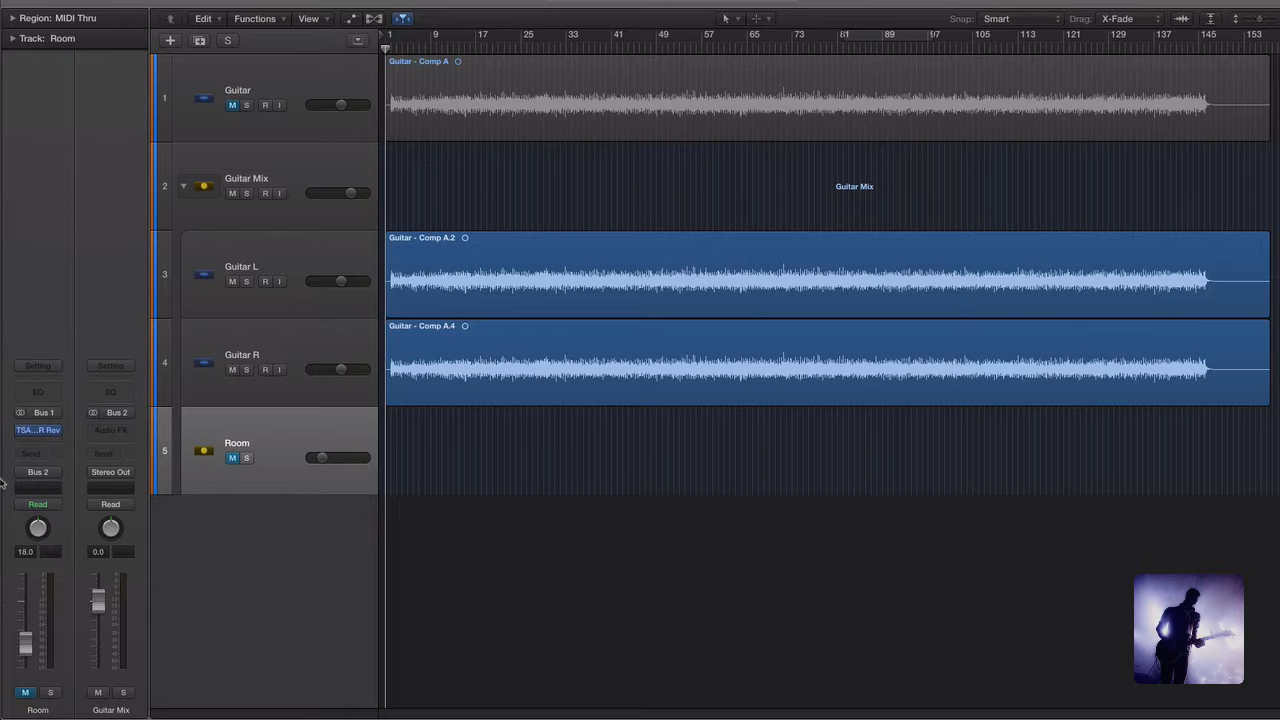 Region: MIDI Thru
Edit Functions View Snap: Smart Drag: X-Fade
Track: Room
S
1 9 17 25 33 41 49 57 65 73 81 89 97 105 113 121 129 137 145 153
Guitar - Comp A
1 Guitar
M S R I
2 Guitar Mix
M S R I
Guitar Mix
Guitar - Comp A.2
3 Guitar L
M S R I
Guitar - Comp A.4
4 Guitar R
M S R I
5 Room
M S
Setting Setting
EQ EQ
Bus 1 Bus 2
TSA...R Rev Audio FX
Send Send
Bus 2 Stereo Out
Read Read
18.0 0.0
M S M S
Room Guitar Mix